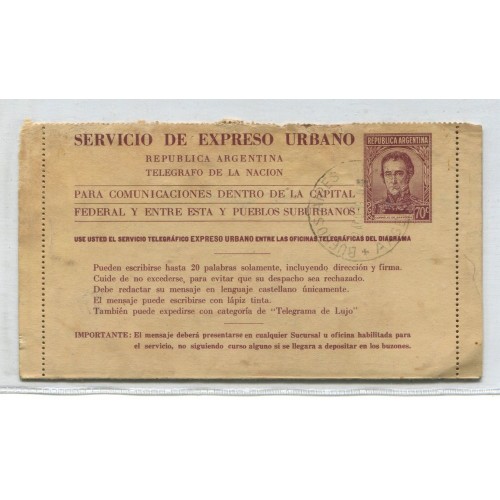 SERVICIO DE EXPRESO URBANO
REPUBLICA ARGENTINA
REPUBLICA ARGENTINA
TELEGRAFO DE LA NACION
PARA COMUNICACIONES DENTRO DE LA CAPITAL
FEDERAL Y ENTRE ESTA Y PUEBLOS SUBURBANOS
70c
BUENOS AIRES
USE USTED EL SERVICIO TELEGRÁFICO EXPRESO URBANO ENTRE LAS OFICINAS TELEGRÁFICAS DEL DIAGRAMA
Pueden escribirse hasta 20 palabras solamente, incluyendo dirección y firma.
Cuide de no excederse, para evitar que su despacho sea rechazado.
Debe redactar su mensaje en lenguaje castellano únicamente.
El mensaje puede escribirse con lápiz tinta.
También puede expedirse con categoría de "Telegrama de Lujo"
IMPORTANTE: El mensaje deberá presentarse en cualquier Sucursal u oficina habilitada para
el servicio, no siguiendo curso alguno si se llegara a depositar en los buzones.